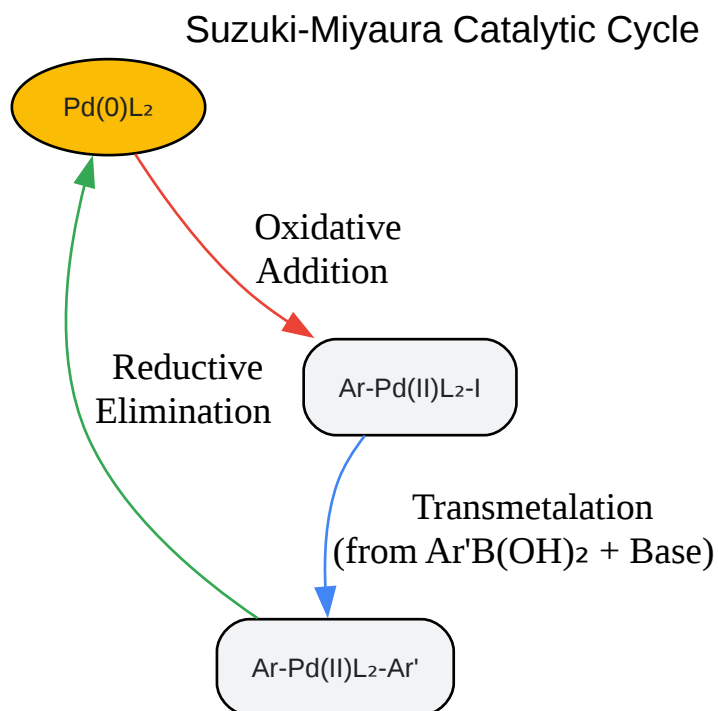 Suzuki-Miyaura Catalytic Cycle
Pd(0)L₂
Oxidative
Addition
Ar-Pd(II)L₂-I
Reductive
Elimination
Transmetalation
(from Ar'B(OH)₂ + Base)
Ar-Pd(II)L₂-Ar'